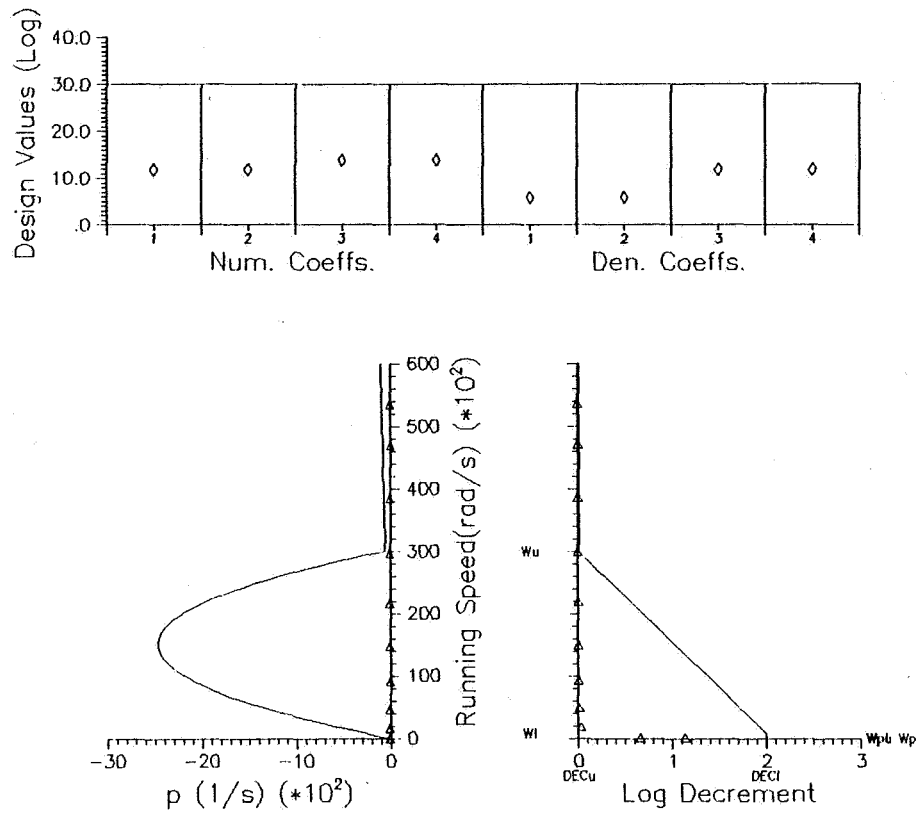 Design Values (Log)
40.0
30.0
20.0
10.0
.0
1 2 3 4 1 2 3 4
Num. Coeffs. Den. Coeffs.
Running Speed(rad/s) (*10²)
600
500
400
300
200
100
0
-30 -20 -10 0
p (1/s) (*10²)
Wu
Wl
0 1 2 3
DECu DECl
Log Decrement